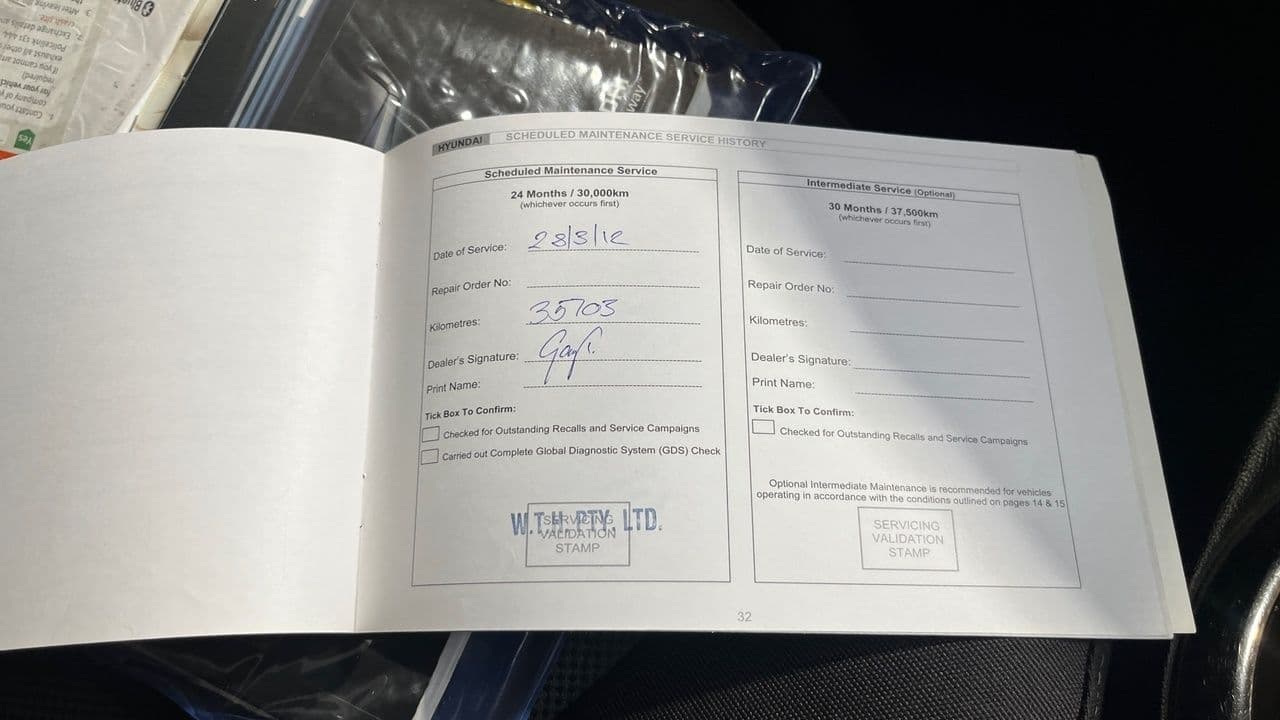 HYUNDAI SCHEDULED MAINTENANCE SERVICE HISTORY
Scheduled Maintenance Service
24 Months / 30,000km
(whichever occurs first)
Date of Service: 28/3/12
Repair Order No:
Kilometres: 35703
Dealer's Signature:
Print Name:
Tick Box To Confirm:
Checked for Outstanding Recalls and Service Campaigns
Carried out Complete Global Diagnostic System (GDS) Check
W.T.H. PTY. LTD.
SERVICING
VALIDATION
STAMP
Intermediate Service (Optional)
30 Months / 37,500km
(whichever occurs first)
Date of Service:
Repair Order No:
Kilometres:
Dealer's Signature:
Print Name:
Tick Box To Confirm:
Checked for Outstanding Recalls and Service Campaigns
Optional Intermediate Maintenance is recommended for vehicles
operating in accordance with the conditions outlined on pages 14 & 15
SERVICING
VALIDATION
STAMP
32
way